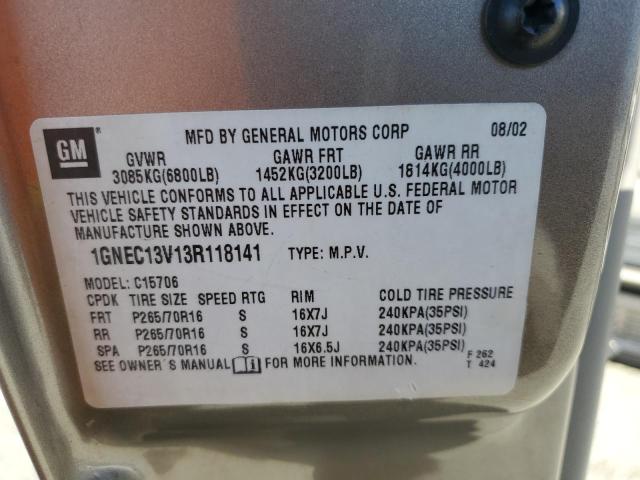 GM ®
MFD BY GENERAL MOTORS CORP 08/02
GVWR GAWR FRT GAWR RR
3085KG(6800LB) 1452KG(3200LB) 1814KG(4000LB)
THIS VEHICLE CONFORMS TO ALL APPLICABLE U.S. FEDERAL MOTOR
VEHICLE SAFETY STANDARDS IN EFFECT ON THE DATE OF
MANUFACTURE SHOWN ABOVE.
1GNEC13V13R118141 TYPE: M.P.V.
MODEL: C15706
CPDK TIRE SIZE SPEED RTG RIM COLD TIRE PRESSURE
FRT P265/70R16 S 16X7J 240KPA(35PSI)
RR P265/70R16 S 16X7J 240KPA(35PSI)
SPA P265/70R16 S 16X6.5J 240KPA(35PSI)
SEE OWNER'S MANUAL FOR MORE INFORMATION. F 262
T 424